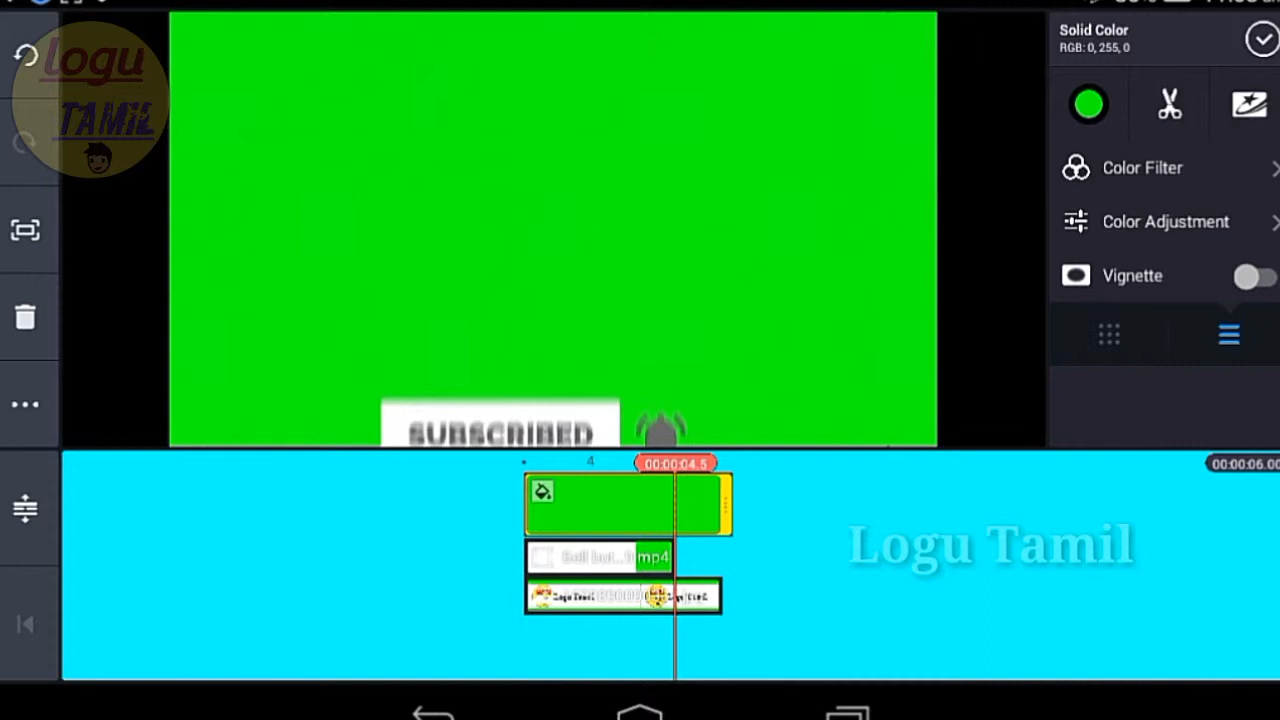 logu
TAMIL
Solid Color
RGB: 0, 255, 0
Color Filter
Color Adjustment
Vignette
SUBSCRIBED
4
00:00:04.5
00:00:06.00
mp4
Logu Tamil